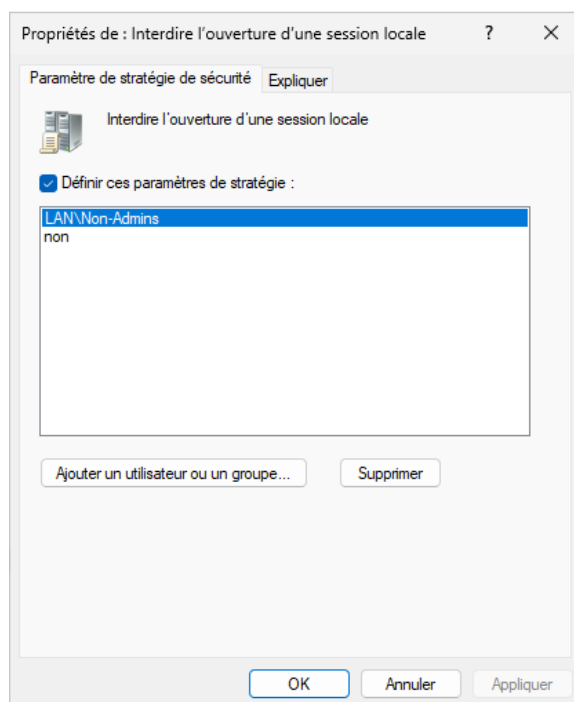 Propriétés de : Interdire l'ouverture d'une session locale ? ×
Paramètre de stratégie de sécurité Expliquer
Interdire l'ouverture d'une session locale
Définir ces paramètres de stratégie :
LAN\Non-Admins
non
Ajouter un utilisateur ou un groupe... Supprimer
OK Annuler Appliquer